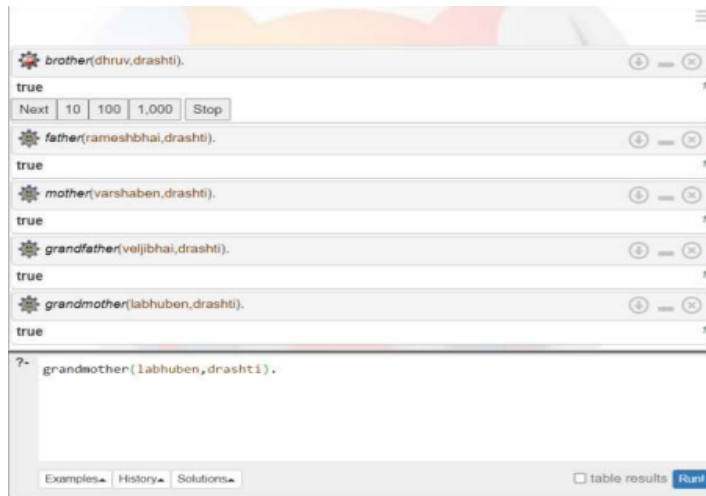 brother(dhruv,drashti).
true
Next 10 100 1,000 Stop
father(rameshbhai,drashti).
true
mother(varshaben,drashti).
true
grandfather(veljibhai,drashti).
true
grandmother(labhuben,drashti).
true
?- grandmother(labhuben,drashti).
Examples History Solutions table results Run!